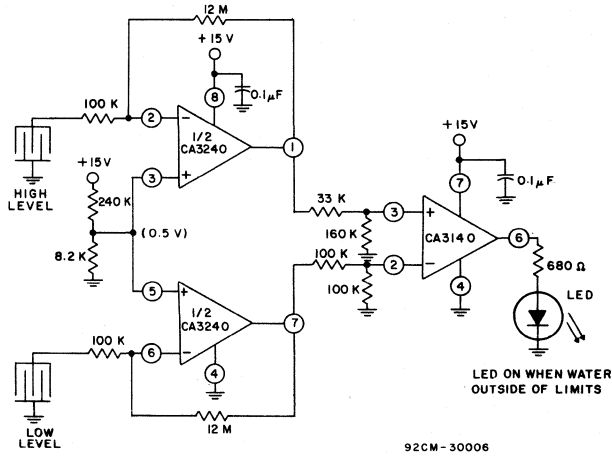 12 M
+15 V
0.1μF
8
100 K
2
−
1/2
CA3240
1
+15V
3
+
HIGH
LEVEL
240 K
(0.5 V)
8.2 K
33 K
160 K
3
+
CA3140
+15V
7
0.1μF
6
680 Ω
100 K
2
−
100 K
4
LED
5
+
1/2
CA3240
7
100 K
6
−
4
12 M
LOW
LEVEL
LED ON WHEN WATER
OUTSIDE OF LIMITS
92CM-30006